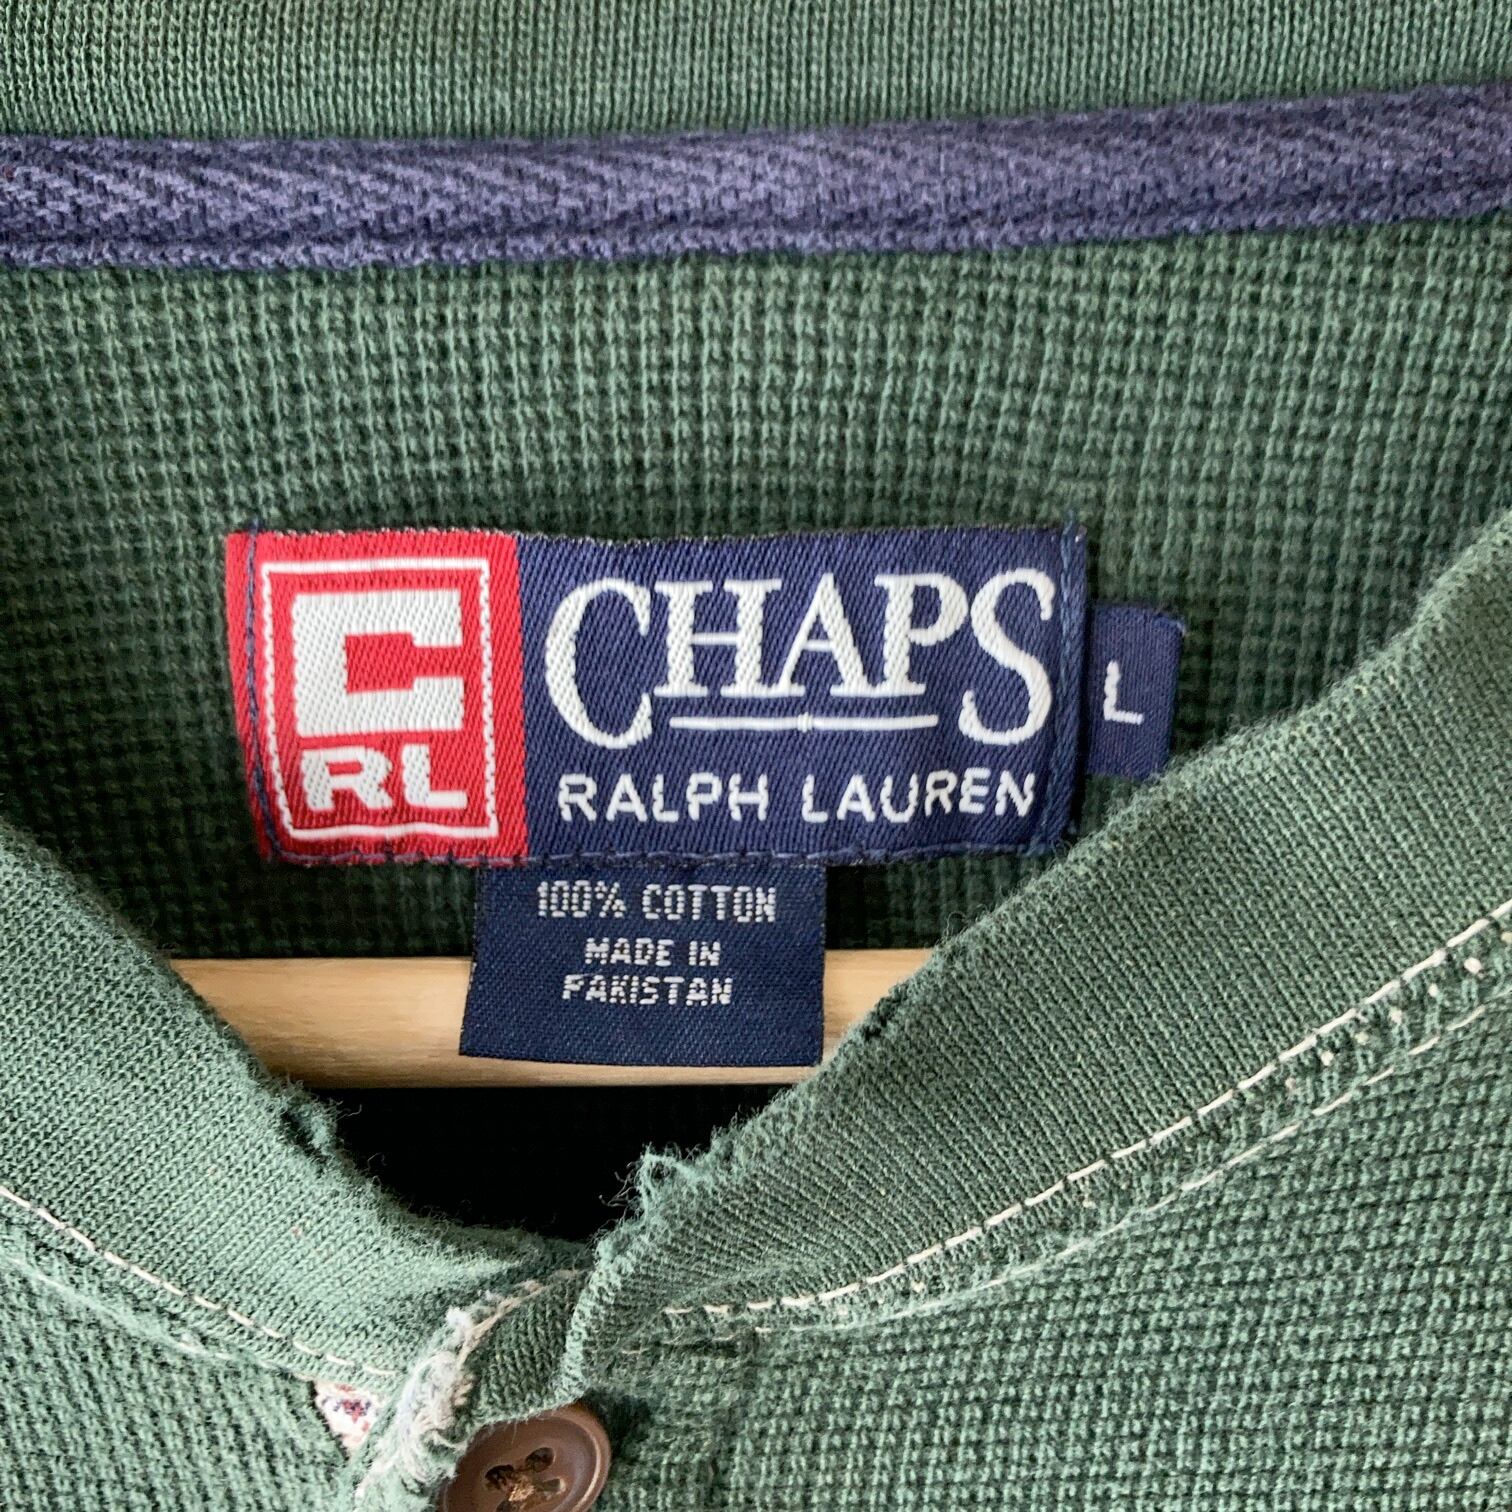 C
RL
CHAPS
RALPH LAUREN
L
100% COTTON
MADE IN
PAKISTAN